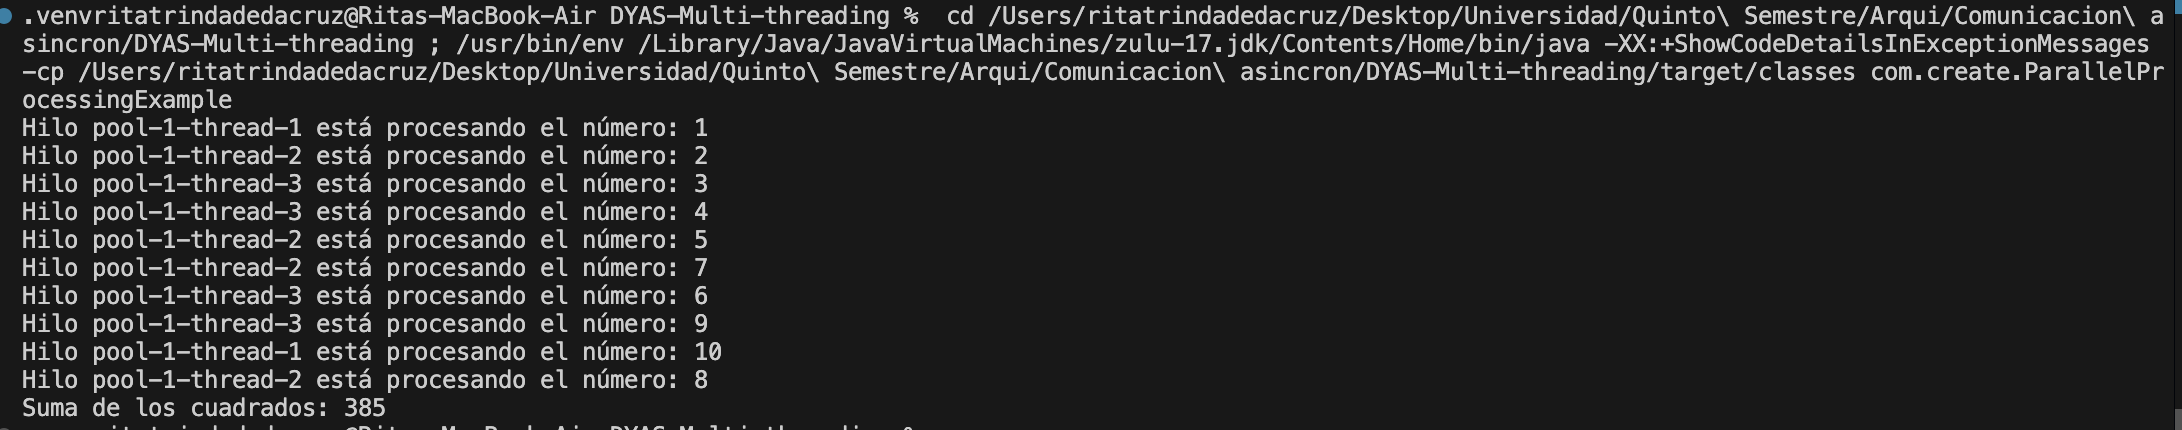 .venvritatrindadedacruz@Ritas-MacBook-Air DYAS-Multi-threading %  cd /Users/ritatrindadedacruz/Desktop/Universidad/Quinto\ Semestre/Arqui/Comunicacion\ a
sincron/DYAS-Multi-threading ; /usr/bin/env /Library/Java/JavaVirtualMachines/zulu-17.jdk/Contents/Home/bin/java -XX:+ShowCodeDetailsInExceptionMessages
-cp /Users/ritatrindadedacruz/Desktop/Universidad/Quinto\ Semestre/Arqui/Comunicacion\ asincron/DYAS-Multi-threading/target/classes com.create.ParallelPr
ocessingExample
Hilo pool-1-thread-1 está procesando el número: 1
Hilo pool-1-thread-2 está procesando el número: 2
Hilo pool-1-thread-3 está procesando el número: 3
Hilo pool-1-thread-3 está procesando el número: 4
Hilo pool-1-thread-2 está procesando el número: 5
Hilo pool-1-thread-2 está procesando el número: 7
Hilo pool-1-thread-3 está procesando el número: 6
Hilo pool-1-thread-3 está procesando el número: 9
Hilo pool-1-thread-1 está procesando el número: 10
Hilo pool-1-thread-2 está procesando el número: 8
Suma de los cuadrados: 385